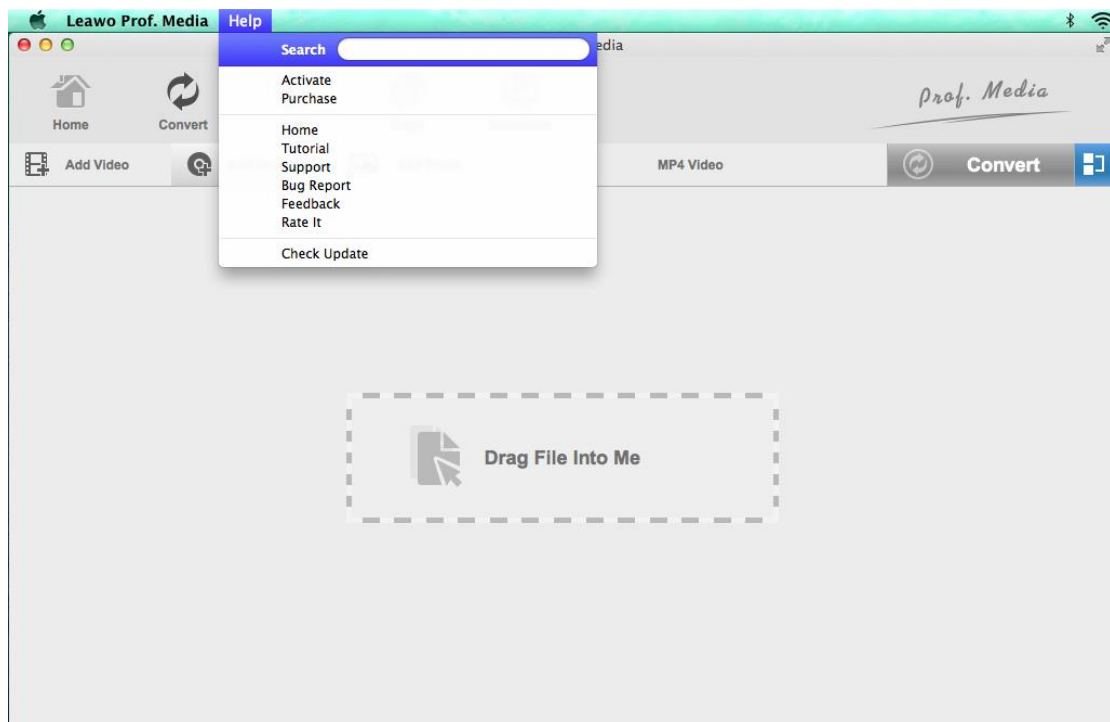 Leawo Prof. Media Help
Search
edia
Activate
Purchase
Home
Tutorial
Support
Bug Report
Feedback
Rate It
Check Update
Home Convert
Prof. Media
Add Video
MP4 Video
Convert
Drag File Into Me